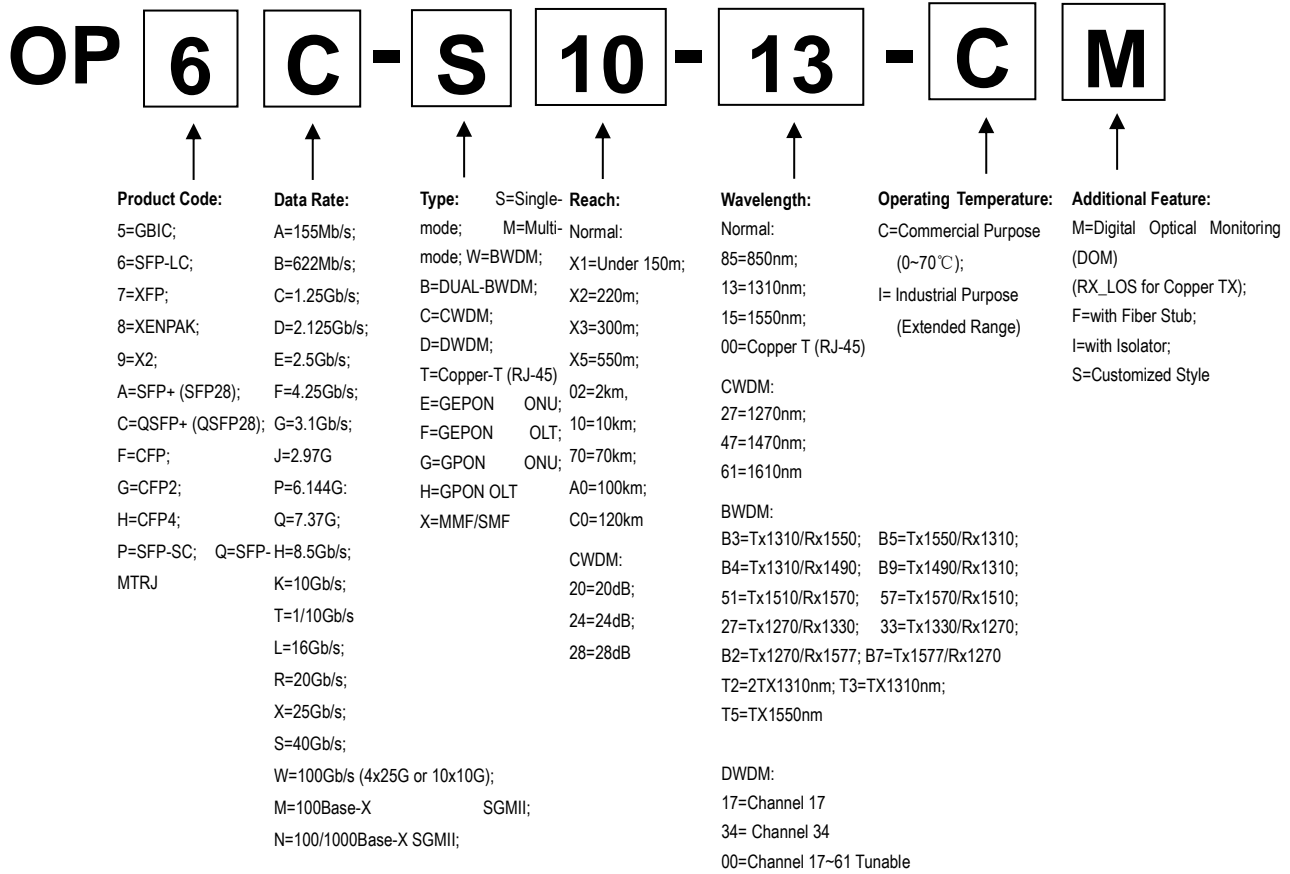 OP 6 C - S 10 - 13 - C M
Product Code:
5=GBIC;
6=SFP-LC;
7=XFP;
8=XENPAK;
9=X2;
A=SFP+ (SFP28);
C=QSFP+ (QSFP28);
F=CFP;
G=CFP2;
H=CFP4;
P=SFP-SC; Q=SFP-
MTRJ
Data Rate:
A=155Mb/s;
B=622Mb/s;
C=1.25Gb/s;
D=2.125Gb/s;
E=2.5Gb/s;
F=4.25Gb/s;
G=3.1Gb/s;
J=2.97G
P=6.144G:
Q=7.37G;
H=8.5Gb/s;
K=10Gb/s;
T=1/10Gb/s
L=16Gb/s;
R=20Gb/s;
X=25Gb/s;
S=40Gb/s;
W=100Gb/s (4x25G or 10x10G);
M=100Base-X SGMII;
N=100/1000Base-X SGMII;
Type: S=Single-
mode; M=Multi-
mode; W=BWDM;
B=DUAL-BWDM;
C=CWDM;
D=DWDM;
T=Copper-T (RJ-45)
E=GEPON ONU;
F=GEPON OLT;
G=GPON ONU;
H=GPON OLT
X=MMF/SMF
Reach:
Normal:
X1=Under 150m;
X2=220m;
X3=300m;
X5=550m;
02=2km,
10=10km;
70=70km;
A0=100km;
C0=120km
CWDM:
20=20dB;
24=24dB;
28=28dB
Wavelength:
Normal:
85=850nm;
13=1310nm;
15=1550nm;
00=Copper T (RJ-45)
CWDM:
27=1270nm;
47=1470nm;
61=1610nm
BWDM:
B3=Tx1310/Rx1550; B5=Tx1550/Rx1310;
B4=Tx1310/Rx1490; B9=Tx1490/Rx1310;
51=Tx1510/Rx1570; 57=Tx1570/Rx1510;
27=Tx1270/Rx1330; 33=Tx1330/Rx1270;
B2=Tx1270/Rx1577; B7=Tx1577/Rx1270
T2=2TX1310nm; T3=TX1310nm;
T5=TX1550nm
DWDM:
17=Channel 17
34= Channel 34
00=Channel 17~61 Tunable
Operating Temperature:
C=Commercial Purpose
(0~70℃);
I= Industrial Purpose
(Extended Range)
Additional Feature:
M=Digital Optical Monitoring
(DOM)
(RX_LOS for Copper TX);
F=with Fiber Stub;
I=with Isolator;
S=Customized Style